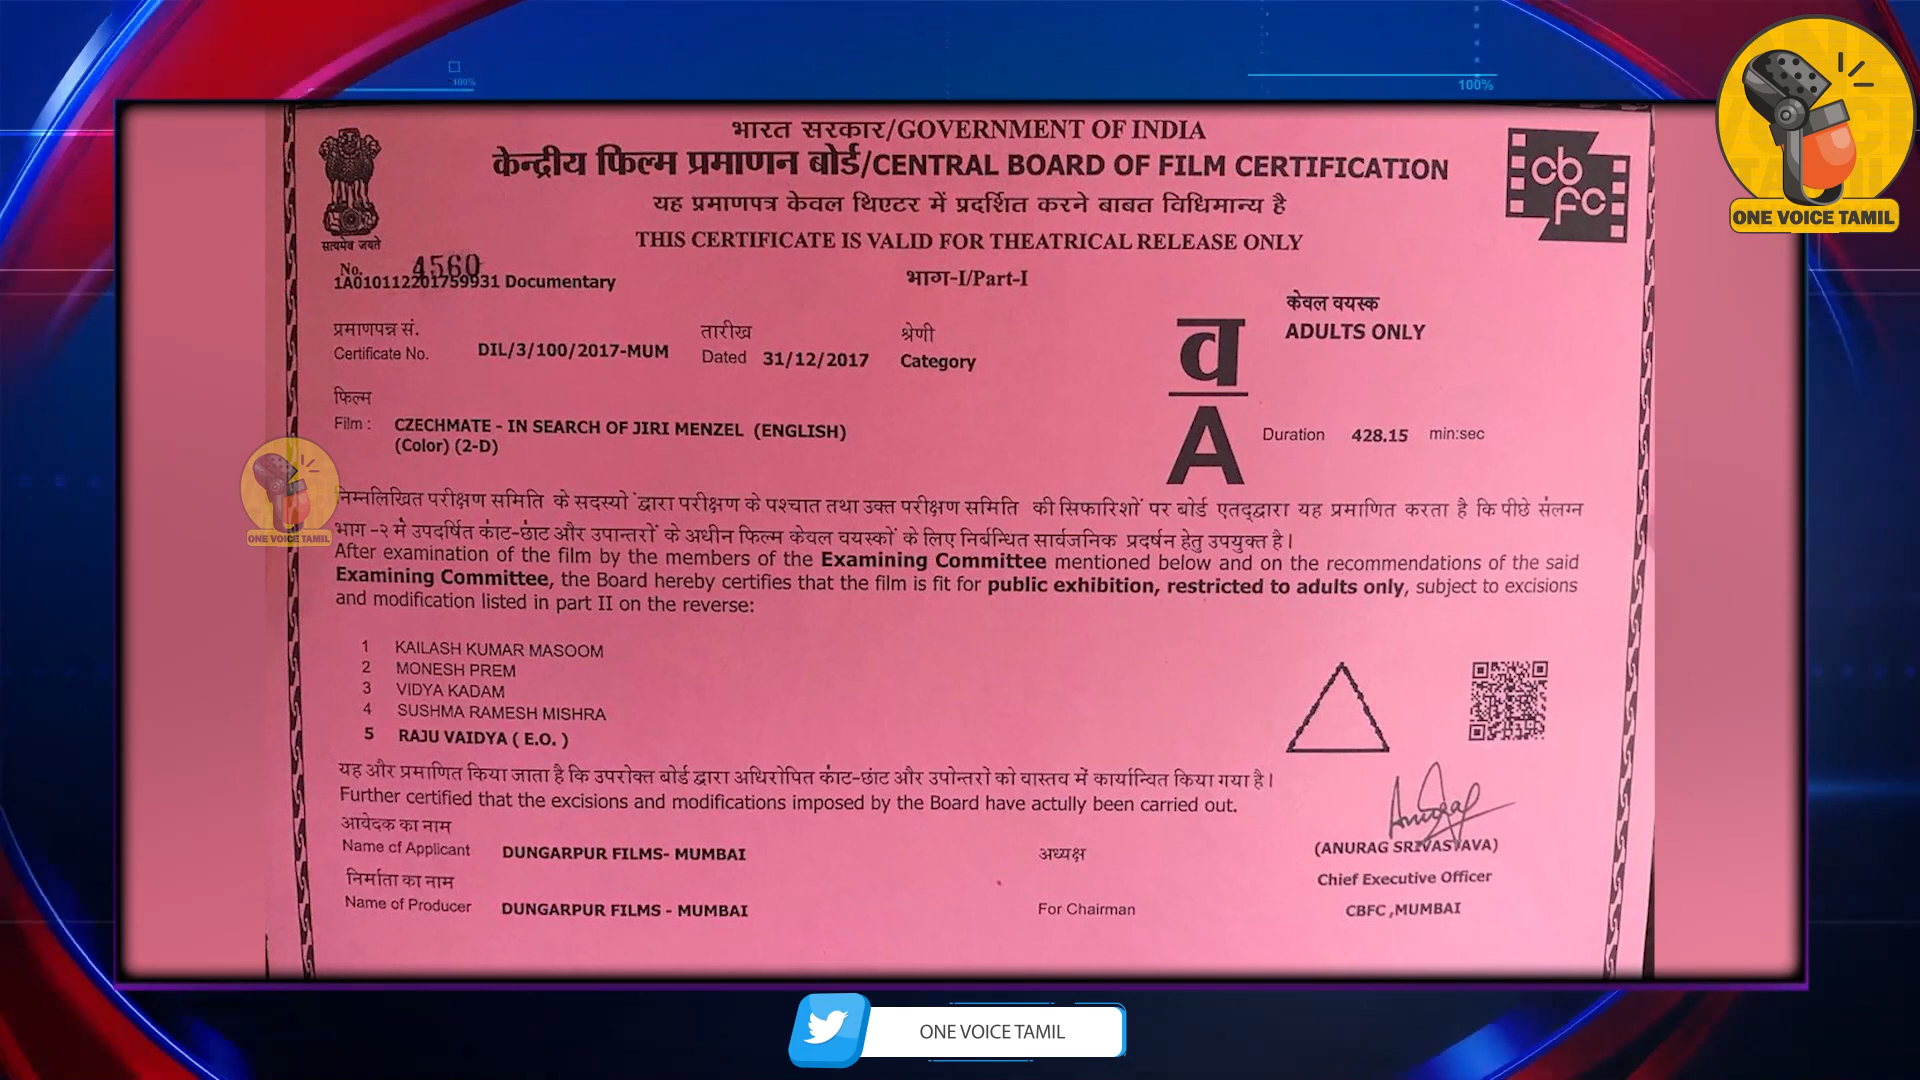 100%
100%
ONE VOICE TAMIL
भारत सरकार/GOVERNMENT OF INDIA
केन्द्रीय फिल्म प्रमाणन बोर्ड/CENTRAL BOARD OF FILM CERTIFICATION
यह प्रमाणपत्र केवल थिएटर में प्रदर्शित करने बाबत विधिमान्य है
THIS CERTIFICATE IS VALID FOR THEATRICAL RELEASE ONLY
सत्यमेव जयते
cbfc
No. 4560
1A010112201759931 Documentary
भाग-I/Part-I
केवल वयस्क
ADULTS ONLY
प्रमाणपत्र सं.
Certificate No. DIL/3/100/2017-MUM
तारीख
Dated 31/12/2017
श्रेणी
Category
व
A
फिल्म
Film : CZECHMATE - IN SEARCH OF JIRI MENZEL (ENGLISH)
(Color) (2-D)
Duration 428.15 min:sec
निम्नलिखित परीक्षण समिति के सदस्यों द्वारा परीक्षण के पश्चात तथा उक्त परीक्षण समिति की सिफारिशों पर बोर्ड एतद्द्वारा यह प्रमाणित करता है कि पीछे संलग्न
भाग -२ में उपदर्षित काट-छाट और उपान्तरों के अधीन फिल्म केवल वयस्कों के लिए निर्बन्धित सार्वजनिक प्रदर्षन हेतु उपयुक्त है।
After examination of the film by the members of the Examining Committee mentioned below and on the recommendations of the said
Examining Committee, the Board hereby certifies that the film is fit for public exhibition, restricted to adults only, subject to excisions
and modification listed in part II on the reverse:
ONE VOICE TAMIL
1 KAILASH KUMAR MASOOM
2 MONESH PREM
3 VIDYA KADAM
4 SUSHMA RAMESH MISHRA
5 RAJU VAIDYA ( E.O. )
यह और प्रमाणित किया जाता है कि उपरोक्त बोर्ड द्वारा अधिरोपित काट-छांट और उपोन्तरों को वास्तव में कार्यान्वित किया गया है।
Further certified that the excisions and modifications imposed by the Board have actully been carried out.
आवेदक का नाम
Name of Applicant DUNGARPUR FILMS- MUMBAI
अध्यक्ष
(ANURAG SRIVASTAVA)
Chief Executive Officer
निर्माता का नाम
Name of Producer DUNGARPUR FILMS - MUMBAI
For Chairman
CBFC ,MUMBAI
ONE VOICE TAMIL